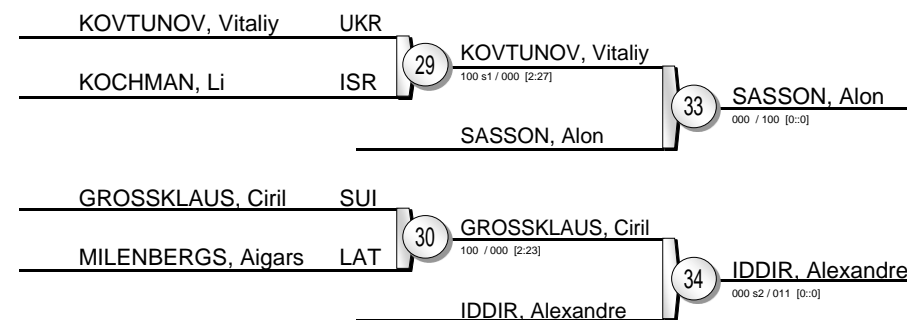 KOVTUNOV, Vitaliy UKR
KOCHMAN, Li ISR
29
KOVTUNOV, Vitaliy
100 s1 / 000 [2:27]
SASSON, Alon
33
SASSON, Alon
000 / 100 [0::0]
GROSSKLAUS, Ciril SUI
MILENBERGS, Aigars LAT
30
GROSSKLAUS, Ciril
100 / 000 [2:23]
IDDIR, Alexandre
34
IDDIR, Alexandre
000 s2 / 011 [0::0]